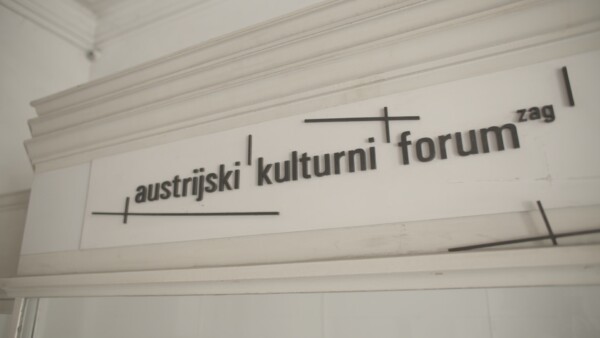 austrijski kulturni forum zag